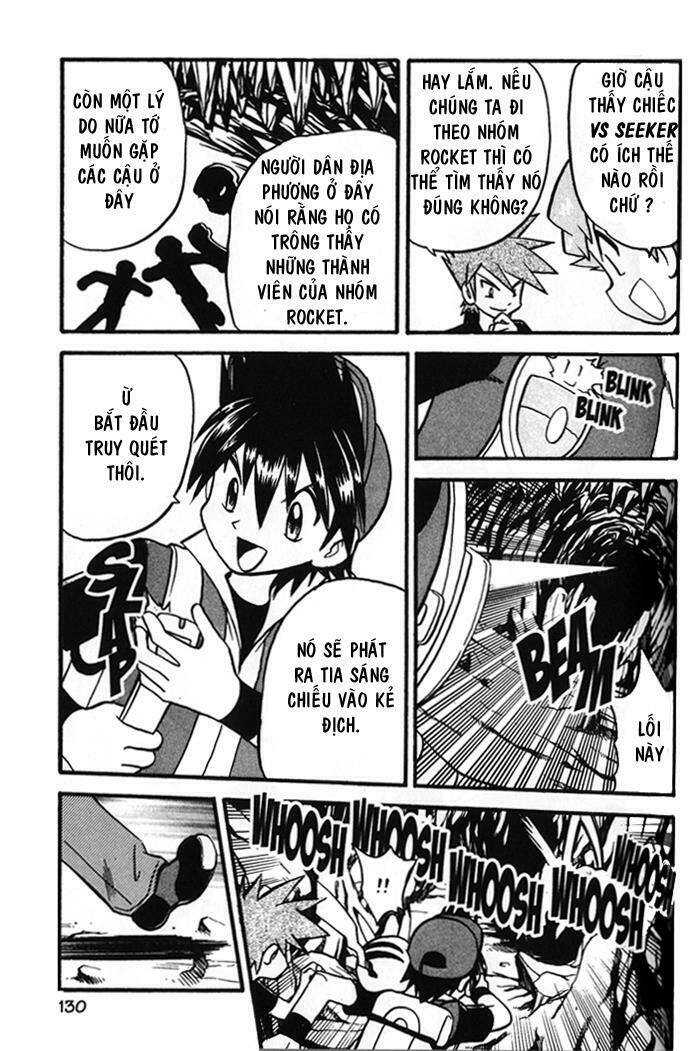 GIỜ CẬU
THẤY CHIẾC
VS SEEKER
CÓ ÍCH THẾ
NÀO RỒI
CHỨ ?
HAY LẮM. NẾU
CHÚNG TA ĐI
THEO NHÓM
ROCKET THÌ CÓ
THỂ TÌM THẤY NÓ
ĐÚNG KHÔNG?
NGƯỜI DÂN ĐỊA
PHƯƠNG Ở ĐÂY
NÓI RẰNG HỌ CÓ
TRÔNG THẤY
NHỮNG THÀNH
VIÊN CỦA NHÓM
ROCKET.
CÒN MỘT LÝ
DO NỮA TỚ
MUỐN GẶP
CÁC CẬU Ở
ĐÂY
BLINK
BLINK
BEAM
LỐI
NÀY
Ừ
BẮT ĐẦU
TRUY QUÉT
THÔI.
SLAP
NÓ SẼ PHÁT
RA TIA SÁNG
CHIẾU VÀO KẺ
ĐỊCH.
WHOOSH
WHOOSH
WHOOSH
WHOOSH
WHOOSH
!!
130